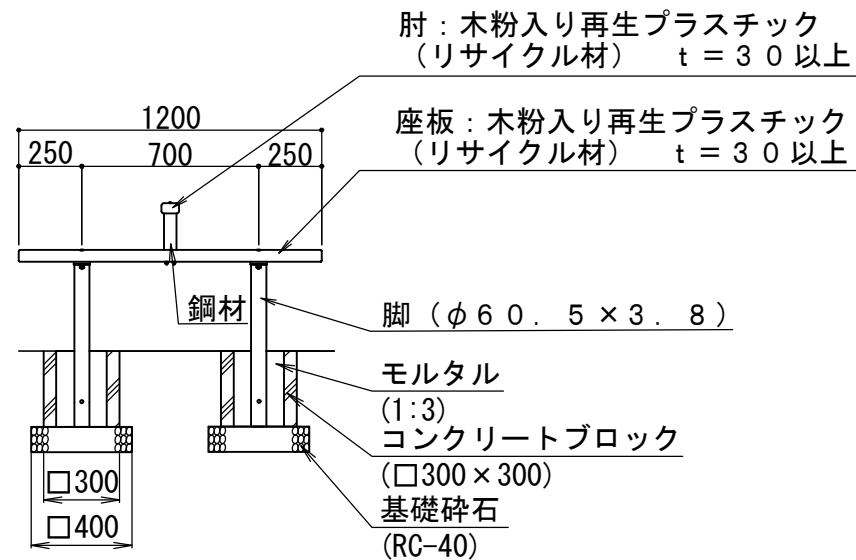 肘：木粉入り再生プラスチック
（リサイクル材）　ｔ＝３０以上
座板：木粉入り再生プラスチック
（リサイクル材）　ｔ＝３０以上
1200
250 700 250
鋼材
脚（φ６０．５×３．８）
モルタル
(1:3)
コンクリートブロック
(□300×300)
基礎砕石
(RC-40)
□300
□400